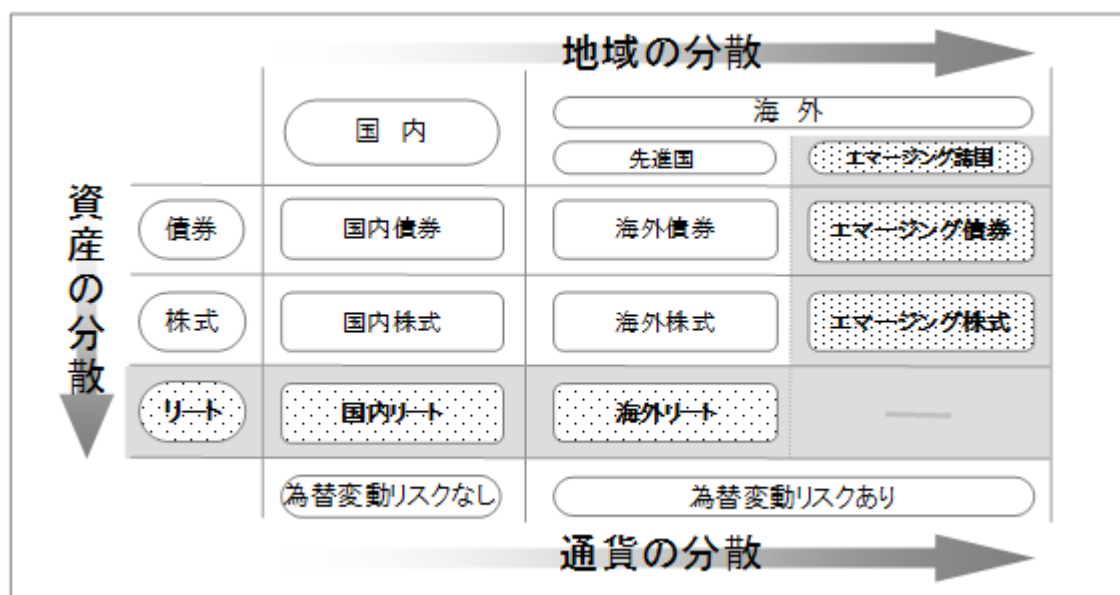 地域の分散
国内
海外
先進国
エマージング諸国
資産の分散
債券
国内債券
海外債券
エマージング債券
株式
国内株式
海外株式
エマージング株式
リート
国内リート
海外リート
―
為替変動リスクなし
為替変動リスクあり
通貨の分散